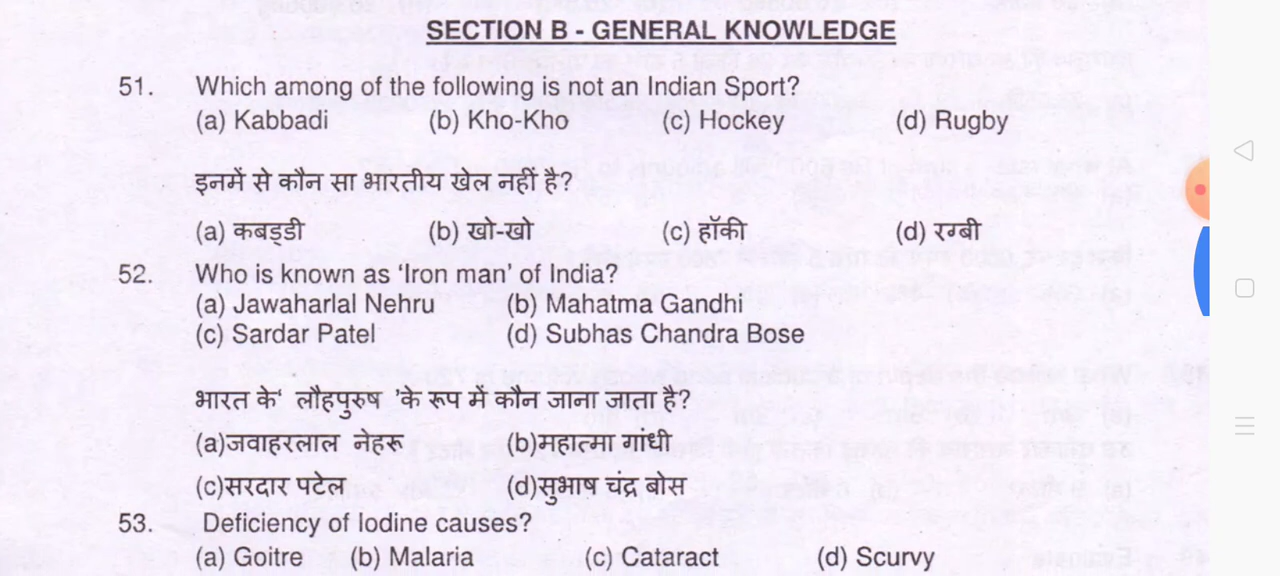 SECTION B - GENERAL KNOWLEDGE
51. Which among of the following is not an Indian Sport?
(a) Kabbadi (b) Kho-Kho (c) Hockey (d) Rugby
इनमें से कौन सा भारतीय खेल नहीं है?
(a) कबड्डी (b) खो-खो (c) हॉकी (d) रग्बी
52. Who is known as ‘Iron man’ of India?
(a) Jawaharlal Nehru (b) Mahatma Gandhi
(c) Sardar Patel (d) Subhas Chandra Bose
भारत के' लौहपुरुष 'के रूप में कौन जाना जाता है?
(a)जवाहरलाल नेहरू (b)महात्मा गांधी
(c)सरदार पटेल (d)सुभाष चंद्र बोस
53. Deficiency of iodine causes?
(a) Goitre (b) Malaria (c) Cataract (d) Scurvy